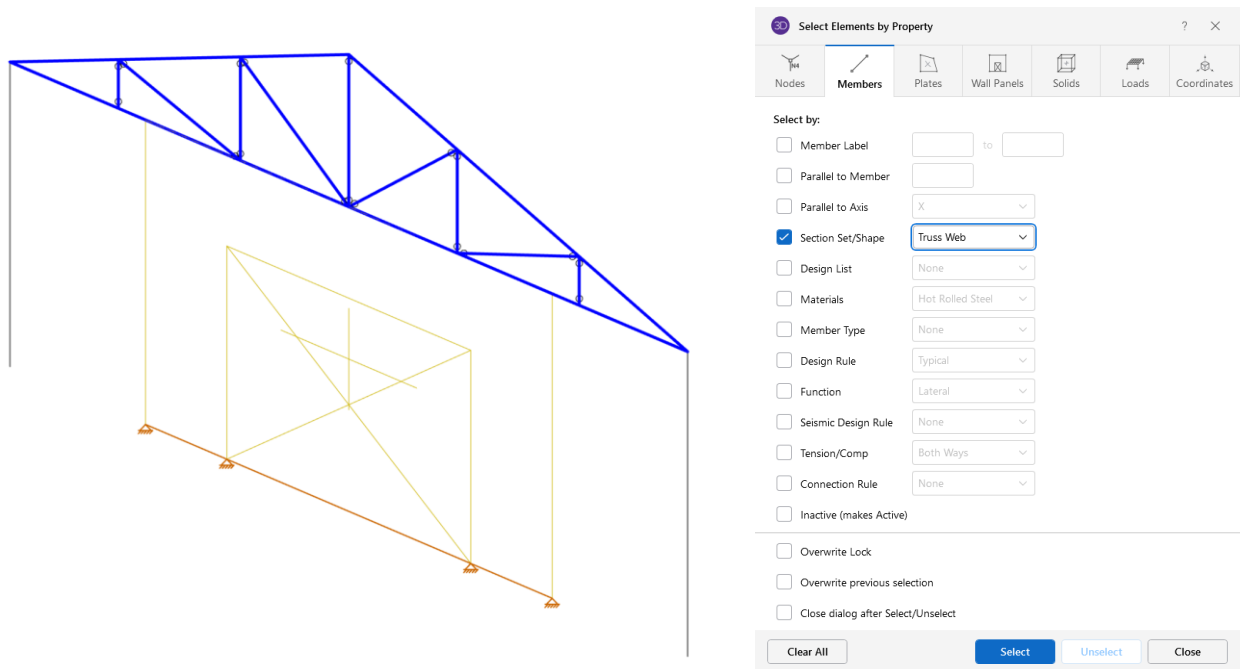 3D Select Elements by Property ?
N4
Nodes Members Plates Wall Panels Solids Loads Coordinates
Select by:
Member Label to
Parallel to Member
Parallel to Axis X
Section Set/Shape Truss Web
Design List None
Materials Hot Rolled Steel
Member Type None
Design Rule Typical
Function Lateral
Seismic Design Rule None
Tension/Comp Both Ways
Connection Rule None
Inactive (makes Active)
Overwrite Lock
Overwrite previous selection
Close dialog after Select/Unselect
Clear All Select Unselect Close